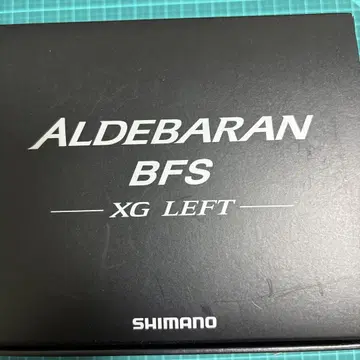 ALDEBARAN
BFS
XG LEFT
SHIMANO